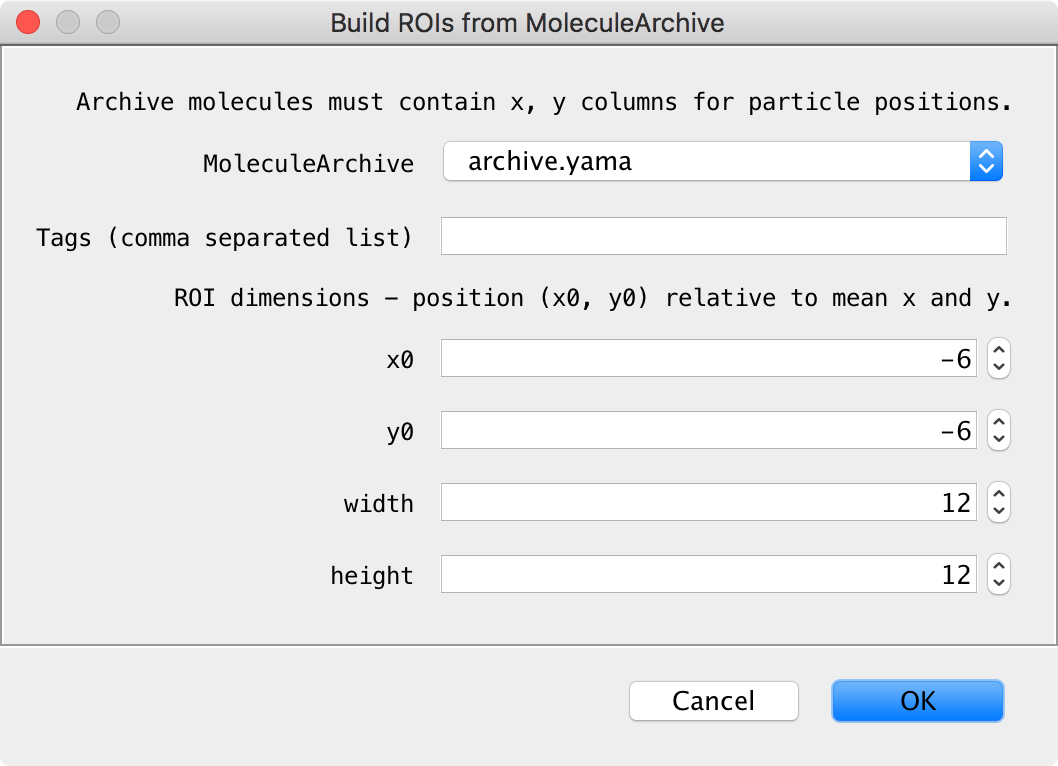 Build ROIs from MoleculeArchive
Archive molecules must contain x, y columns for particle positions.
MoleculeArchive archive.yama
Tags (comma separated list)
ROI dimensions – position (x0, y0) relative to mean x and y.
x0 –6
y0 –6
width 12
height 12
Cancel OK